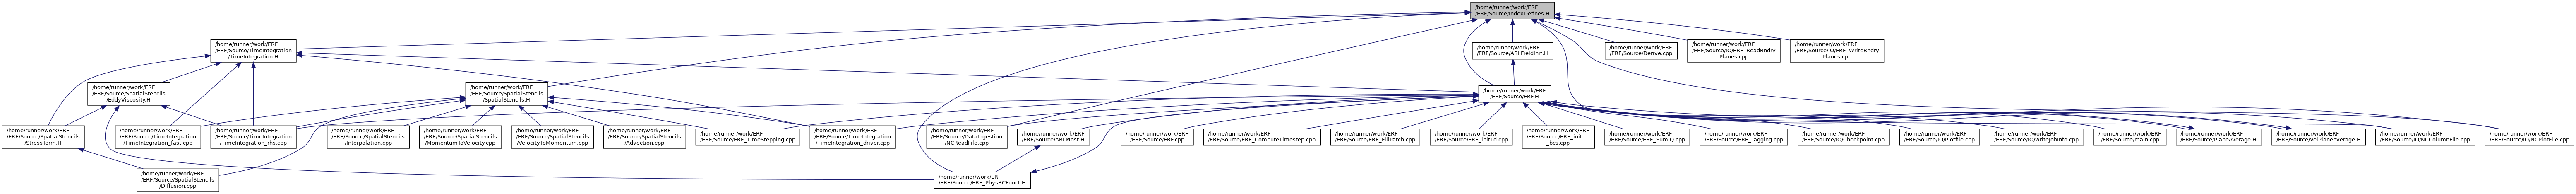 /home/runner/work/ERF
/ERF/Source/IndexDefines.H
/home/runner/work/ERF
/ERF/Source/TimeIntegration
/TimeIntegration.H
/home/runner/work/ERF
/ERF/Source/ABLFieldInit.H
/home/runner/work/ERF
/ERF/Source/Derive.cpp
/home/runner/work/ERF
/ERF/Source/IO/ERF_ReadBndry
Planes.cpp
/home/runner/work/ERF
/ERF/Source/IO/ERF_WriteBndry
Planes.cpp
/home/runner/work/ERF
/ERF/Source/SpatialStencils
/EddyViscosity.H
/home/runner/work/ERF
/ERF/Source/SpatialStencils
/SpatialStencils.H
/home/runner/work/ERF
/ERF/Source/ERF.H
/home/runner/work/ERF
/ERF/Source/SpatialStencils
/StressTerm.H
/home/runner/work/ERF
/ERF/Source/TimeIntegration
/TimeIntegration_fast.cpp
/home/runner/work/ERF
/ERF/Source/TimeIntegration
/TimeIntegration_rhs.cpp
/home/runner/work/ERF
/ERF/Source/SpatialStencils
/Interpolation.cpp
/home/runner/work/ERF
/ERF/Source/SpatialStencils
/MomentumToVelocity.cpp
/home/runner/work/ERF
/ERF/Source/SpatialStencils
/VelocityToMomentum.cpp
/home/runner/work/ERF
/ERF/Source/SpatialStencils
/Advection.cpp
/home/runner/work/ERF
/ERF/Source/ERF_TimeStepping.cpp
/home/runner/work/ERF
/ERF/Source/TimeIntegration
/TimeIntegration_driver.cpp
/home/runner/work/ERF
/ERF/Source/DataIngestion
/NCReadFile.cpp
/home/runner/work/ERF
/ERF/Source/ABLMost.H
/home/runner/work/ERF
/ERF/Source/ERF.cpp
/home/runner/work/ERF
/ERF/Source/ERF_ComputeTimestep.cpp
/home/runner/work/ERF
/ERF/Source/ERF_FillPatch.cpp
/home/runner/work/ERF
/ERF/Source/ERF_init1d.cpp
/home/runner/work/ERF
/ERF/Source/ERF_init
_bcs.cpp
/home/runner/work/ERF
/ERF/Source/ERF_SumIQ.cpp
/home/runner/work/ERF
/ERF/Source/ERF_Tagging.cpp
/home/runner/work/ERF
/ERF/Source/IO/Checkpoint.cpp
/home/runner/work/ERF
/ERF/Source/IO/Plotfile.cpp
/home/runner/work/ERF
/ERF/Source/IO/writeJobInfo.cpp
/home/runner/work/ERF
/ERF/Source/main.cpp
/home/runner/work/ERF
/ERF/Source/PlaneAverage.H
/home/runner/work/ERF
/ERF/Source/VelPlaneAverage.H
/home/runner/work/ERF
/ERF/Source/IO/NCColumnFile.cpp
/home/runner/work/ERF
/ERF/Source/IO/NCPlotFile.cpp
/home/runner/work/ERF
/ERF/Source/SpatialStencils
/Diffusion.cpp
/home/runner/work/ERF
/ERF/Source/ERF_PhysBCFunct.H